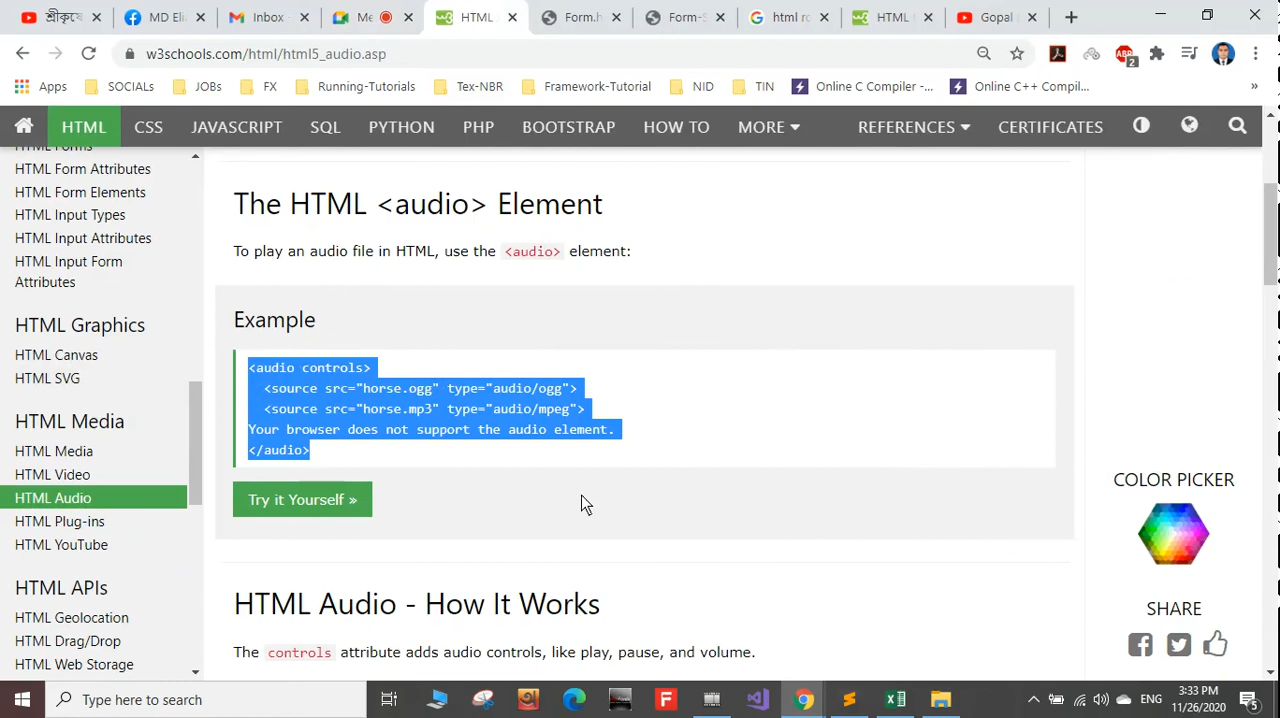 শ্রীকৃষ্ণে
MD Eli
Inbox -
Me
HTML
Form.h
Form-S
html ro
HTML
Gopal
w3schools.com/html/html5_audio.asp
ABP
2
Apps SOCIALs JOBs FX Running-Tutorials Tex-NBR Framework-Tutorial NID TIN Online C Compiler -... Online C++ Compil... »
HTML CSS JAVASCRIPT SQL PYTHON PHP BOOTSTRAP HOW TO MORE REFERENCES CERTIFICATES
HTML Forms
HTML Form Attributes
HTML Form Elements
HTML Input Types
HTML Input Attributes
HTML Input Form
Attributes
HTML Graphics
HTML Canvas
HTML SVG
HTML Media
HTML Media
HTML Video
HTML Audio
HTML Plug-ins
HTML YouTube
HTML APIs
HTML Geolocation
HTML Drag/Drop
HTML Web Storage
The HTML <audio> Element
To play an audio file in HTML, use the <audio> element:
Example
<audio controls>
<source src="horse.ogg" type="audio/ogg">
<source src="horse.mp3" type="audio/mpeg">
Your browser does not support the audio element.
</audio>
Try it Yourself »
HTML Audio - How It Works
The controls attribute adds audio controls, like play, pause, and volume.
COLOR PICKER
SHARE
Type here to search
F
ENG
3:33 PM
11/26/2020
5